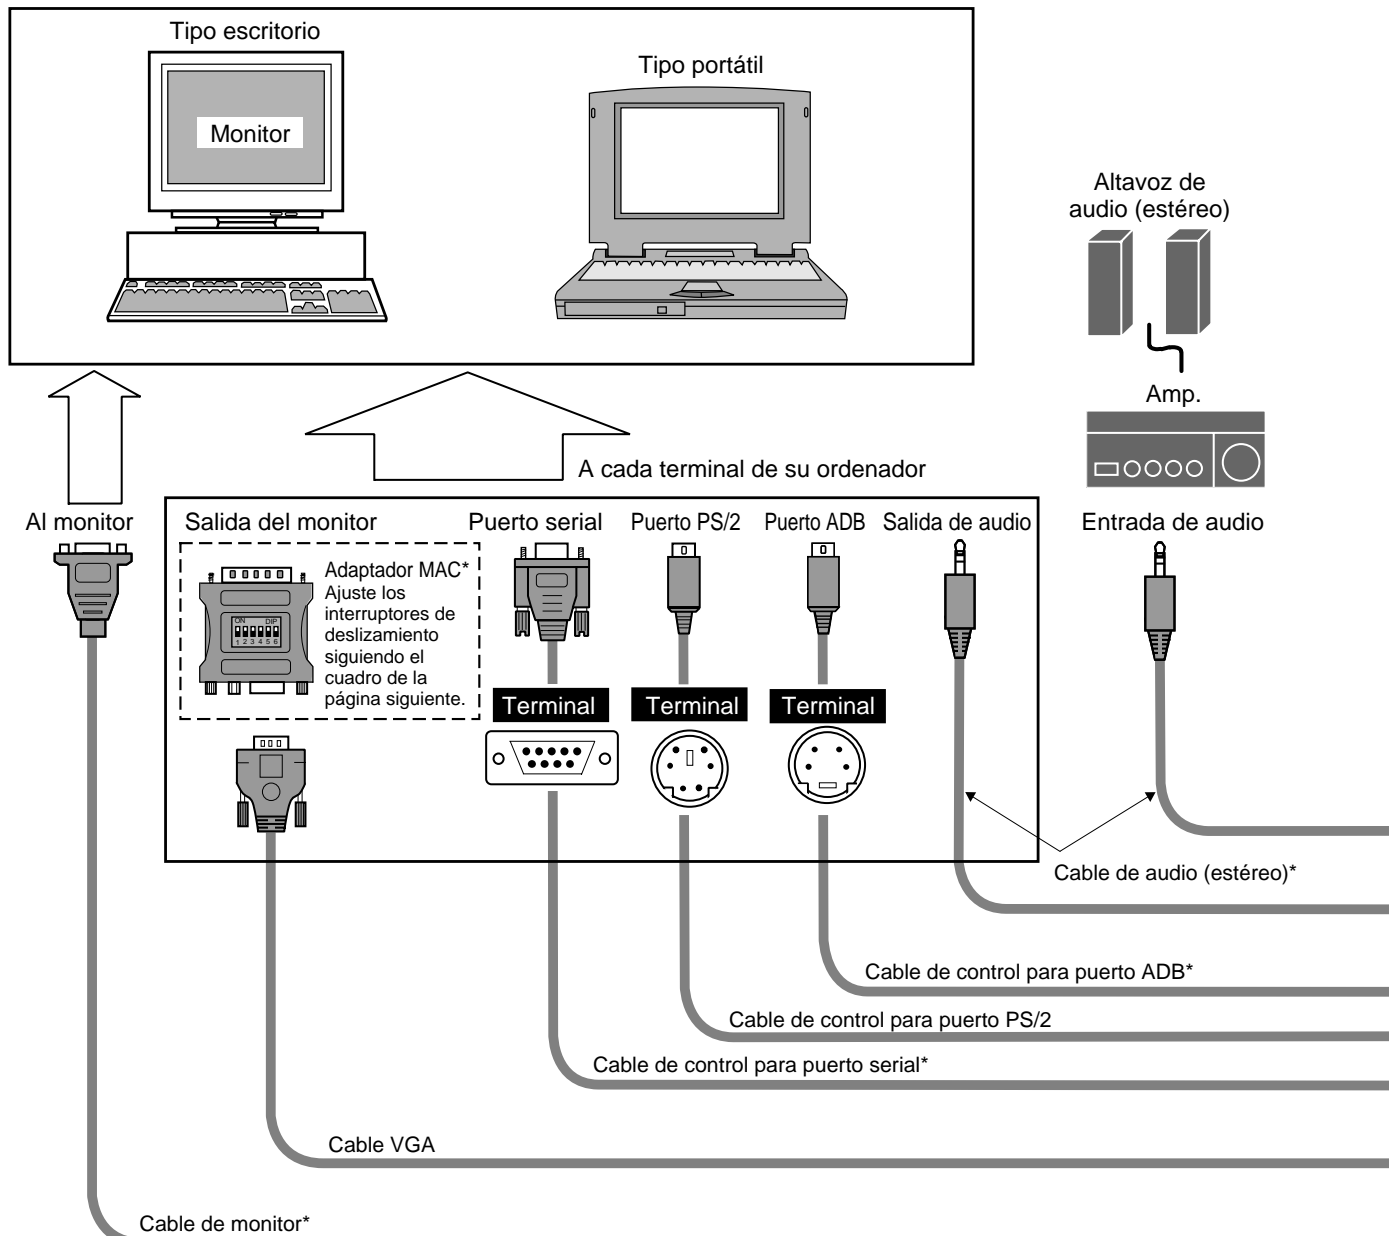 Tipo escritorio
Tipo portátil
Monitor
Altavoz de
audio (estéreo)
Amp.
A cada terminal de su ordenador
Al monitor
Salida del monitor
Puerto serial
Puerto PS/2
Puerto ADB
Salida de audio
Entrada de audio
Adaptador MAC*
Ajuste los
interruptores de
deslizamiento
siguiendo el
cuadro de la
página siguiente.
ON DIP
1 2 3 4 5 6
Terminal
Terminal
Terminal
Cable de audio (estéreo)*
Cable de control para puerto ADB*
Cable de control para puerto PS/2
Cable de control para puerto serial*
Cable VGA
Cable de monitor*